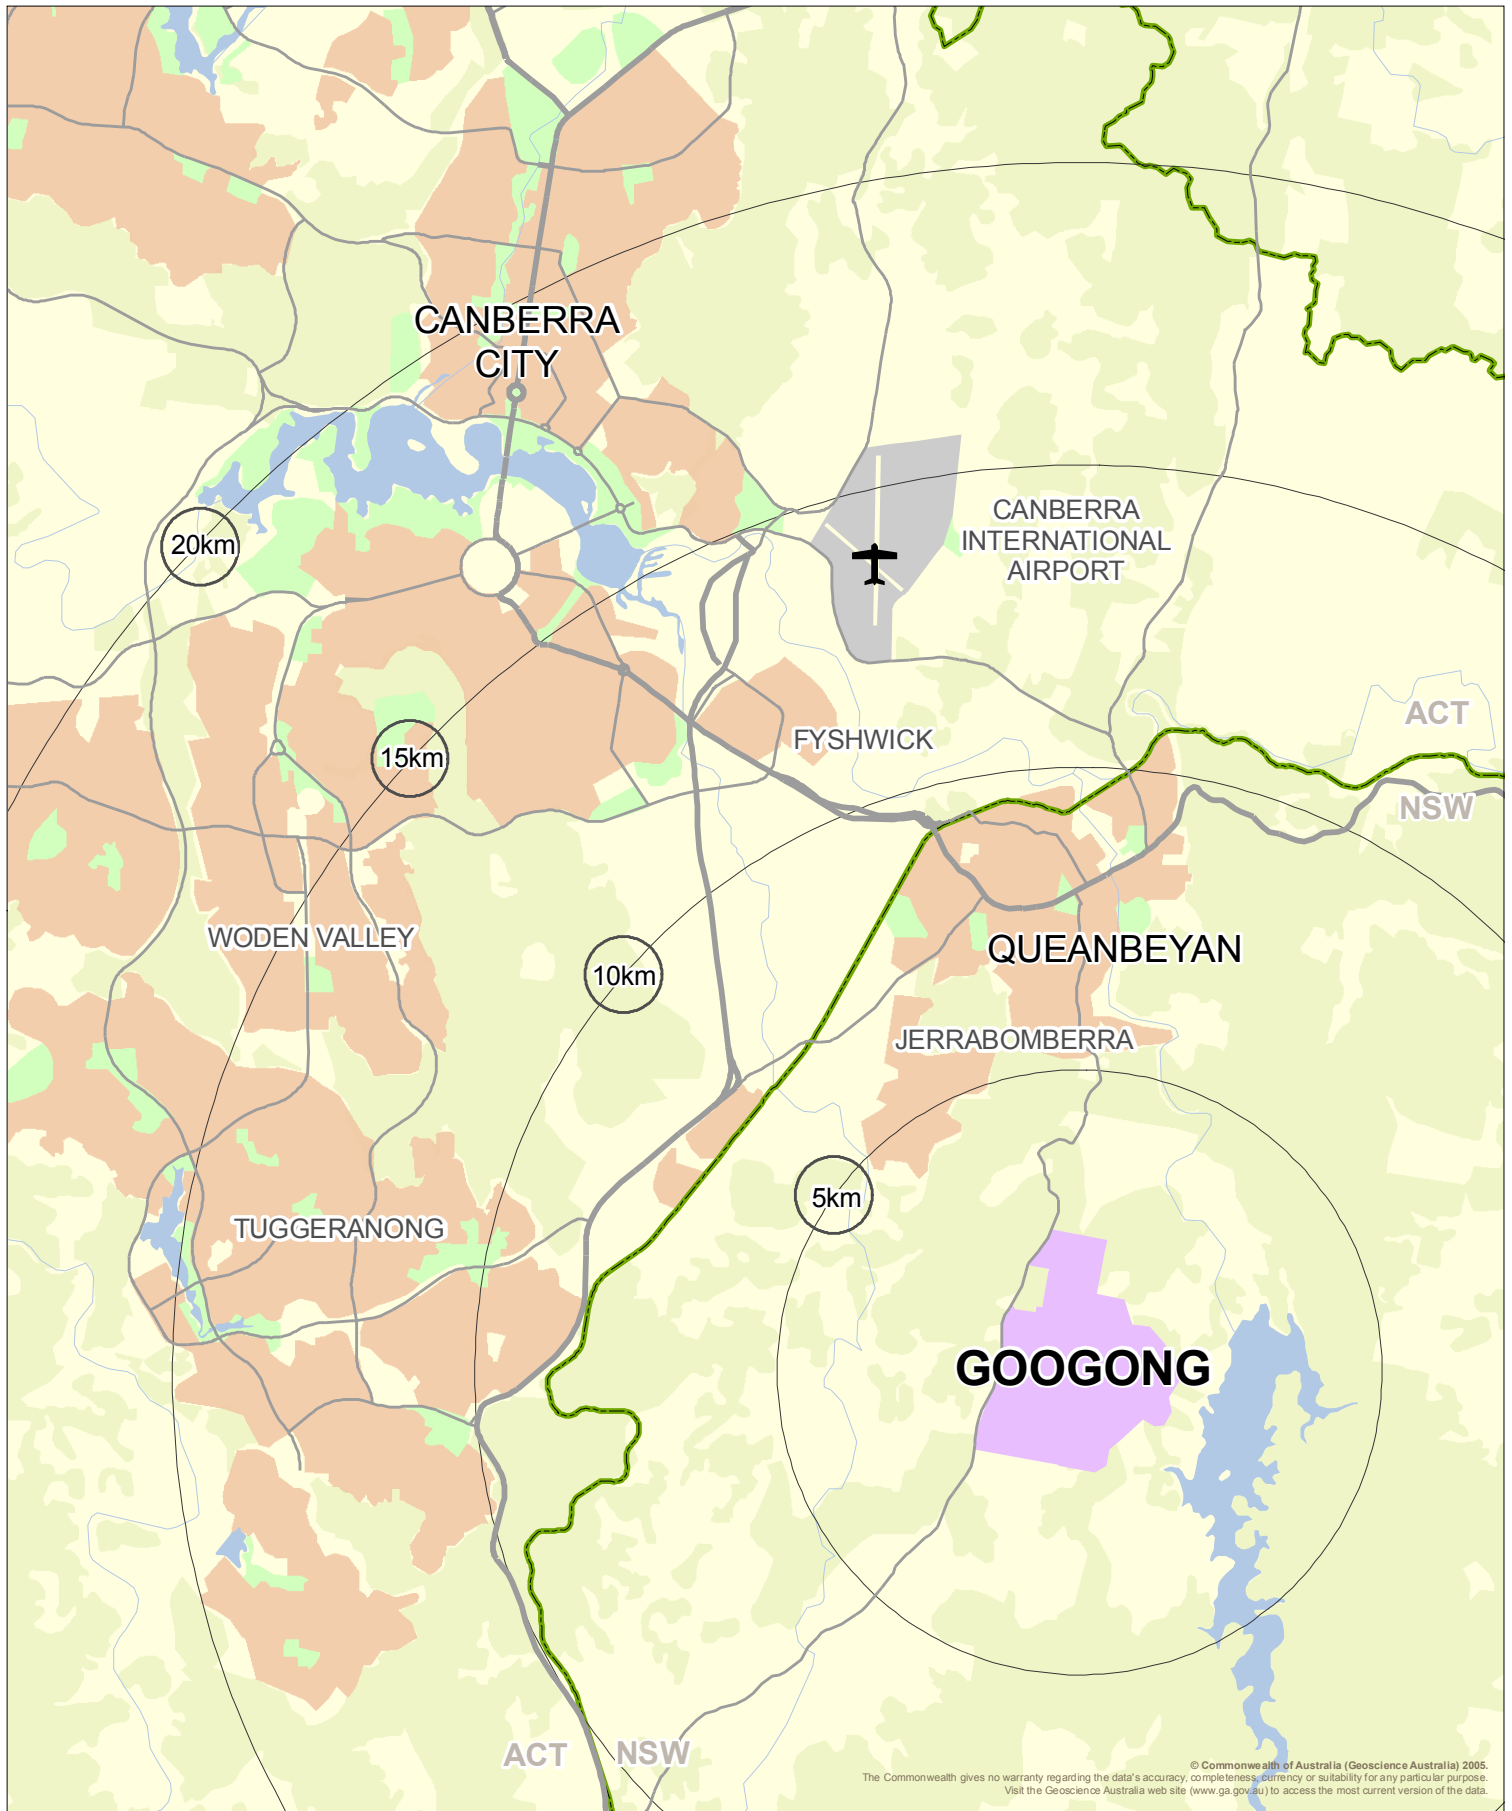 CANBERRA
CITY
CANBERRA
INTERNATIONAL
AIRPORT
20km
ACT
FYSHWICK
15km
NSW
WODEN VALLEY
QUEANBEYAN
10km
JERRABOMBERRA
5km
TUGGERANONG
GOOGONG
ACT
NSW
© Commonwealth of Australia (Geoscience Australia) 2005.
The Commonwealth gives no warranty regarding the data's accuracy, completeness, currency or suitability for any particular purpose.
Visit the Geoscience Australia web site (www.ga.gov.au) to access the most current version of the data.